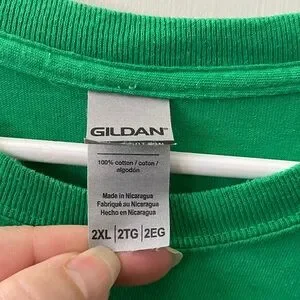 GILDAN
100% cotton / coton /
algodón
Made in Nicaragua
Fabriqué au Nicaragua
Hecho en Nicaragua
2XL | 2TG | 2EG